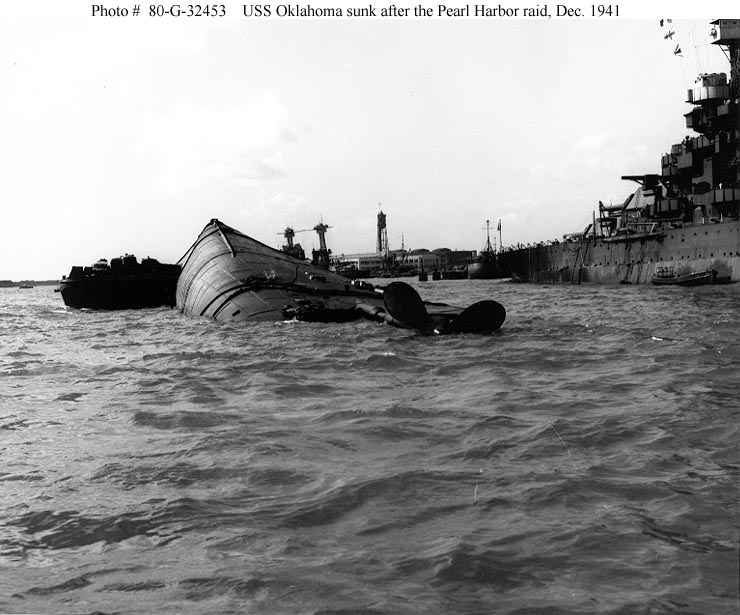 Photo # 80-G-32453 USS Oklahoma sunk after the Pearl Harbor raid, Dec. 1941